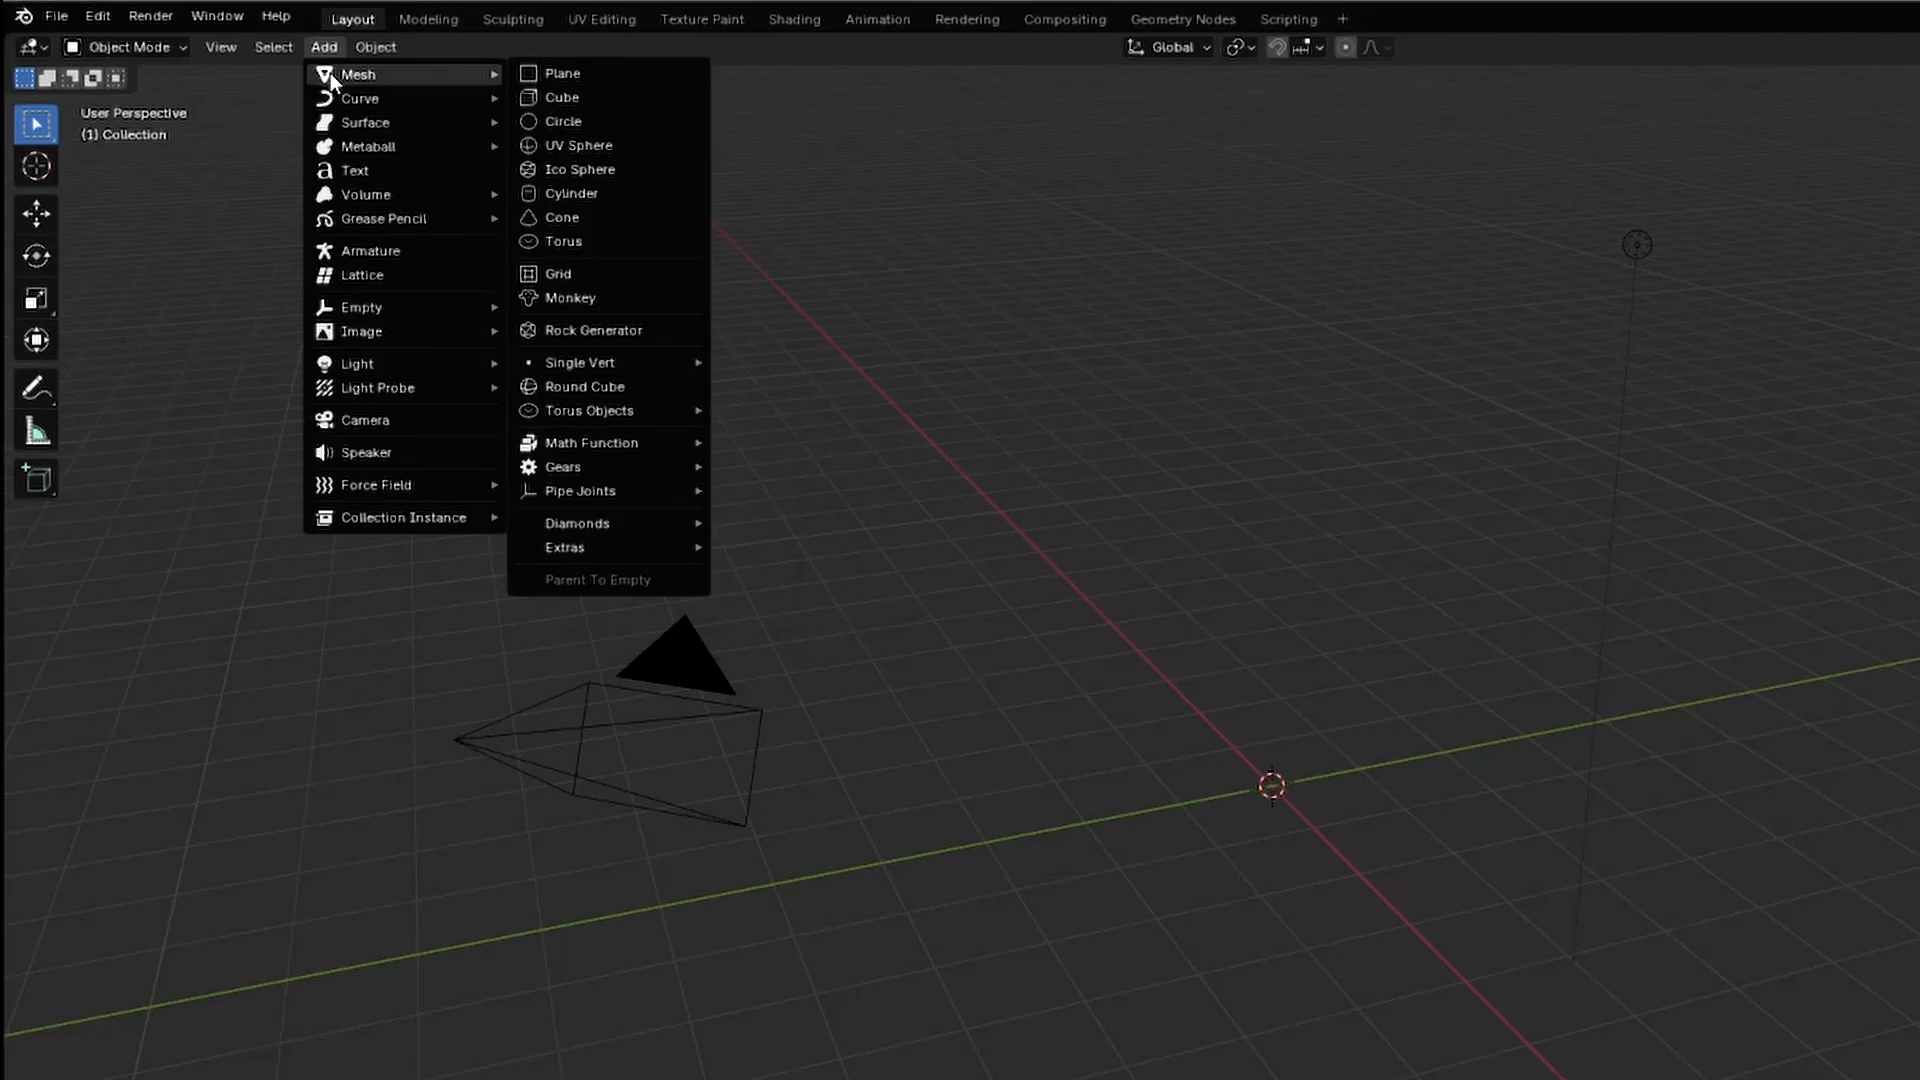 File Edit Render Window Help Layout Modeling Sculpting UV Editing Texture Paint Shading Animation Rendering Compositing Geometry Nodes Scripting +
Object Mode View Select Add Object Global
User Perspective
(1) Collection
Mesh
Curve
Surface
Metaball
Text
Volume
Grease Pencil
Armature
Lattice
Empty
Image
Light
Light Probe
Camera
Speaker
Force Field
Collection Instance
Plane
Cube
Circle
UV Sphere
Ico Sphere
Cylinder
Cone
Torus
Grid
Monkey
Rock Generator
Single Vert
Round Cube
Torus Objects
Math Function
Gears
Pipe Joints
Diamonds
Extras
Parent To Empty